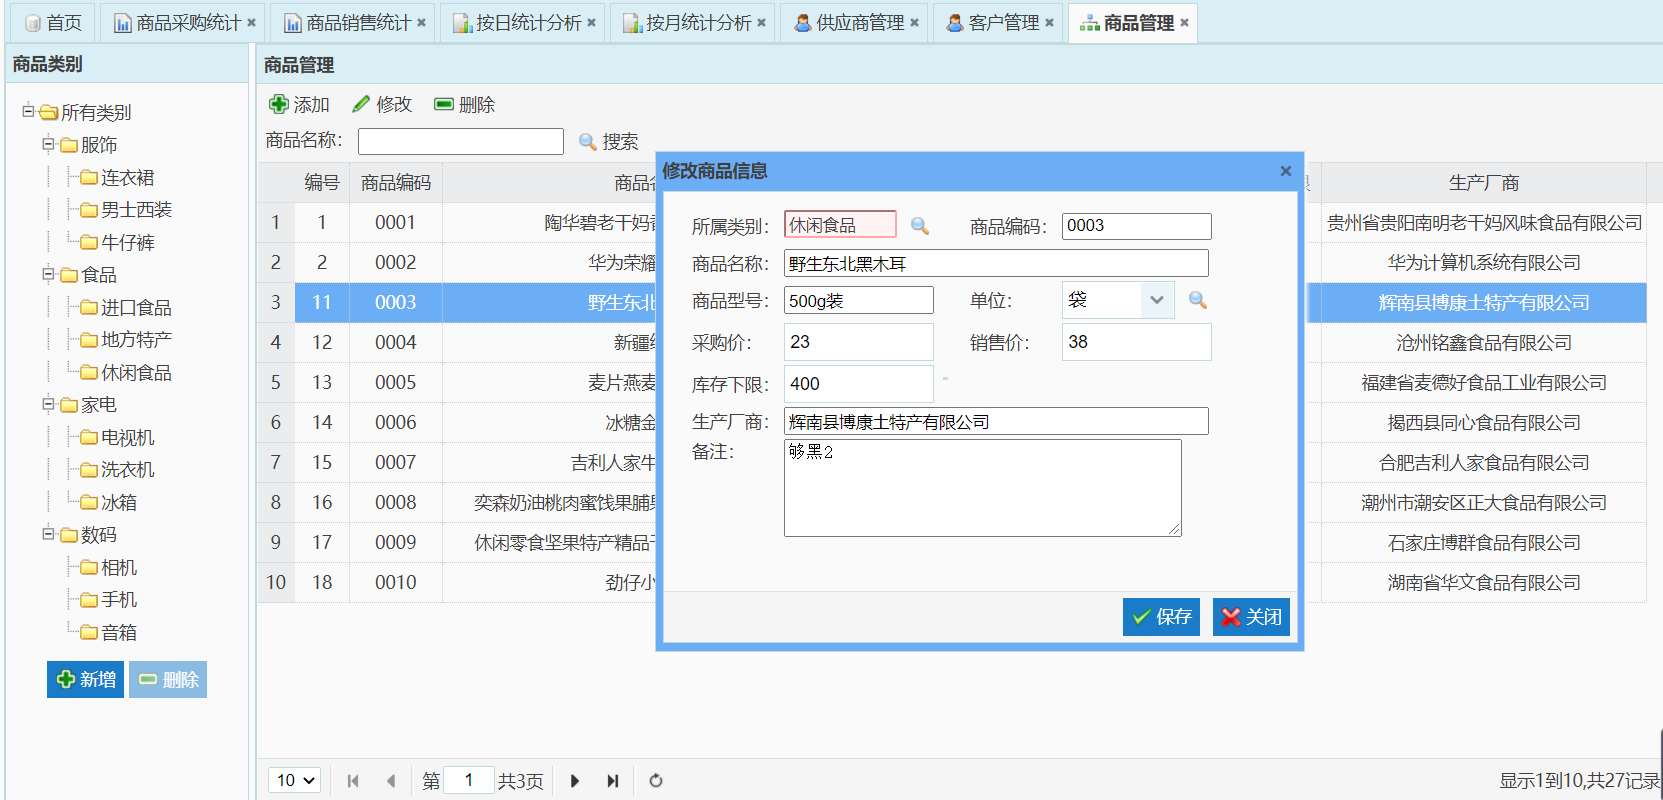 首页 商品采购统计 商品销售统计 按日统计分析 按月统计分析 供应商管理 客户管理 商品管理
商品类别
所有类别
服饰
连衣裙
男士西装
牛仔裤
食品
进口食品
地方特产
休闲食品
家电
电视机
洗衣机
冰箱
数码
相机
手机
音箱
新增 删除
商品管理
添加 修改 删除
商品名称： 搜索
编号 商品编码 商品名 生产厂商
1 1 0001 陶华碧老干妈香 贵州省贵阳南明老干妈风味食品有限公司
2 2 0002 华为荣耀 华为计算机系统有限公司
3 11 0003 野生东北 辉南县博康土特产有限公司
4 12 0004 新疆 沧州铭鑫食品有限公司
5 13 0005 麦片燕麦 福建省麦德好食品工业有限公司
6 14 0006 冰糖金 揭西县同心食品有限公司
7 15 0007 吉利人家牛 合肥吉利人家食品有限公司
8 16 0008 奕森奶油桃肉蜜饯果脯果 潮州市潮安区正大食品有限公司
9 17 0009 休闲零食坚果特产精品干 石家庄博群食品有限公司
10 18 0010 劲仔小 湖南省华文食品有限公司
修改商品信息
所属类别： 休闲食品 商品编码： 0003
商品名称： 野生东北黑木耳
商品型号： 500g装 单位： 袋
采购价： 23 销售价： 38
库存下限： 400
生产厂商： 辉南县博康土特产有限公司
备注： 够黑2
保存 关闭
10 第 1 共3页 显示1到10,共27记录